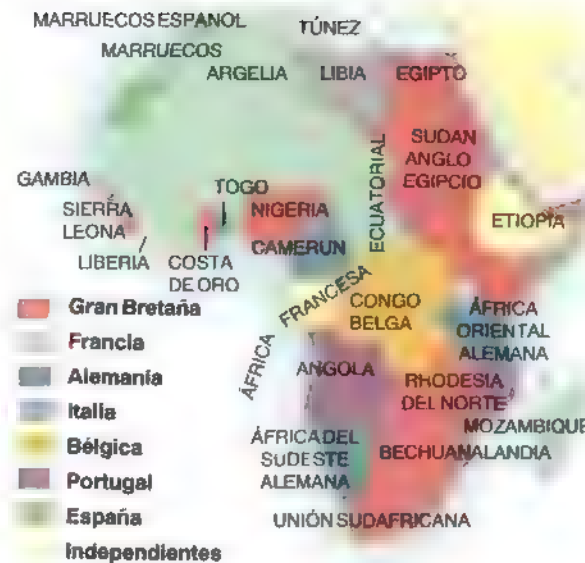 MARRUECOS ESPAÑOL
TÚNEZ
MARRUECOS
ARGELIA
LIBIA
EGIPTO
SUDAN
ANGLO
EGIPCIO
GAMBIA
TOGO
SIERRA
LEONA
NIGERIA
ETIOPIA
LIBERIA
COSTA
DE ORO
CAMERUN
ÁFRICA FRANCESA ECUATORIAL
CONGO
BELGA
ÁFRICA
ORIENTAL
ALEMANA
ANGOLA
RHODESIA
DEL NORTE
MOZAMBIQUE
ÁFRICA DEL
SUDESTE
ALEMANA
BECHUANALANDIA
UNIÓN SUDAFRICANA
Gran Bretaña
Francia
Alemania
Italia
Bélgica
Portugal
España
Independientes